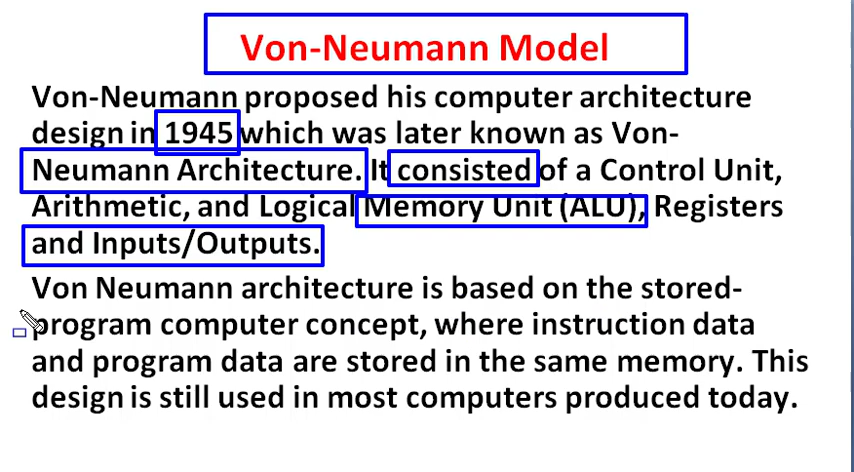 Von-Neumann Model
Von-Neumann proposed his computer architecture
design in 1945 which was later known as Von-
Neumann Architecture. It consisted of a Control Unit,
Arithmetic, and Logical Memory Unit (ALU), Registers
and Inputs/Outputs.
Von Neumann architecture is based on the stored-
program computer concept, where instruction data
and program data are stored in the same memory. This
design is still used in most computers produced today.